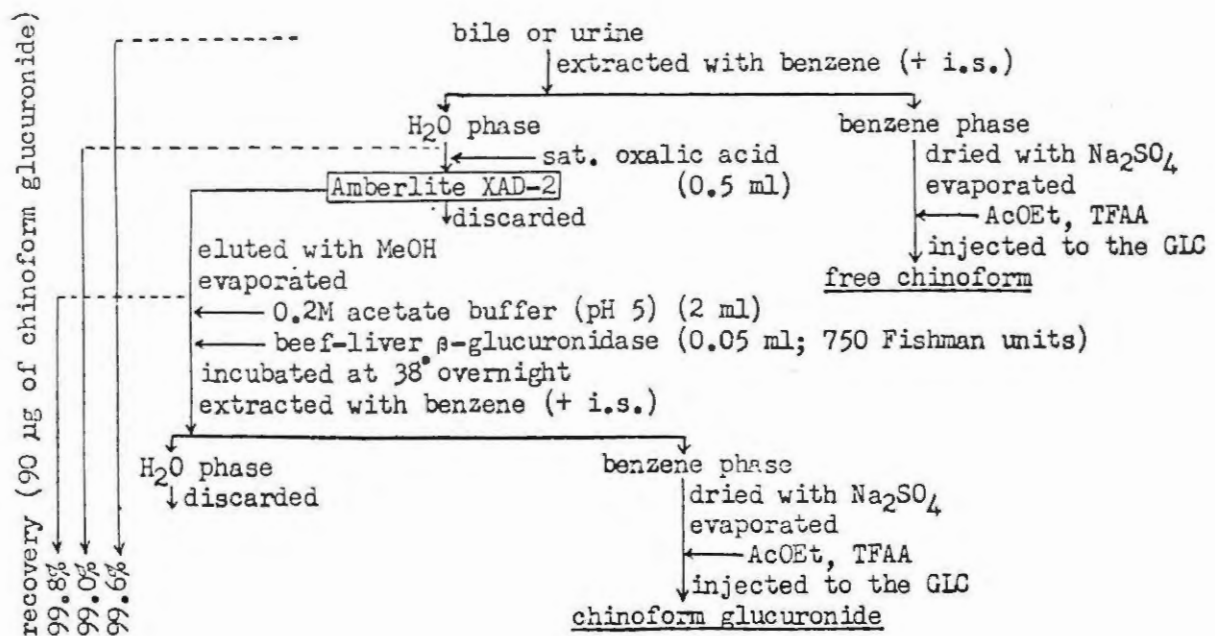 bile or urine
extracted with benzene (+ i.s.)
H₂O phase
sat. oxalic acid
(0.5 ml)
Amberlite XAD-2
discarded
benzene phase
dried with Na₂SO₄
evaporated
AcOEt, TFAA
injected to the GLC
free chinoform
eluted with MeOH
evaporated
0.2M acetate buffer (pH 5) (2 ml)
beef-liver β-glucuronidase (0.05 ml; 750 Fishman units)
incubated at 38° overnight
extracted with benzene (+ i.s.)
H₂O phase
discarded
benzene phase
dried with Na₂SO₄
evaporated
AcOEt, TFAA
injected to the GLC
chinoform glucuronide
recovery (90 µg of chinoform glucuronide)
99.8%
99.0%
99.6%